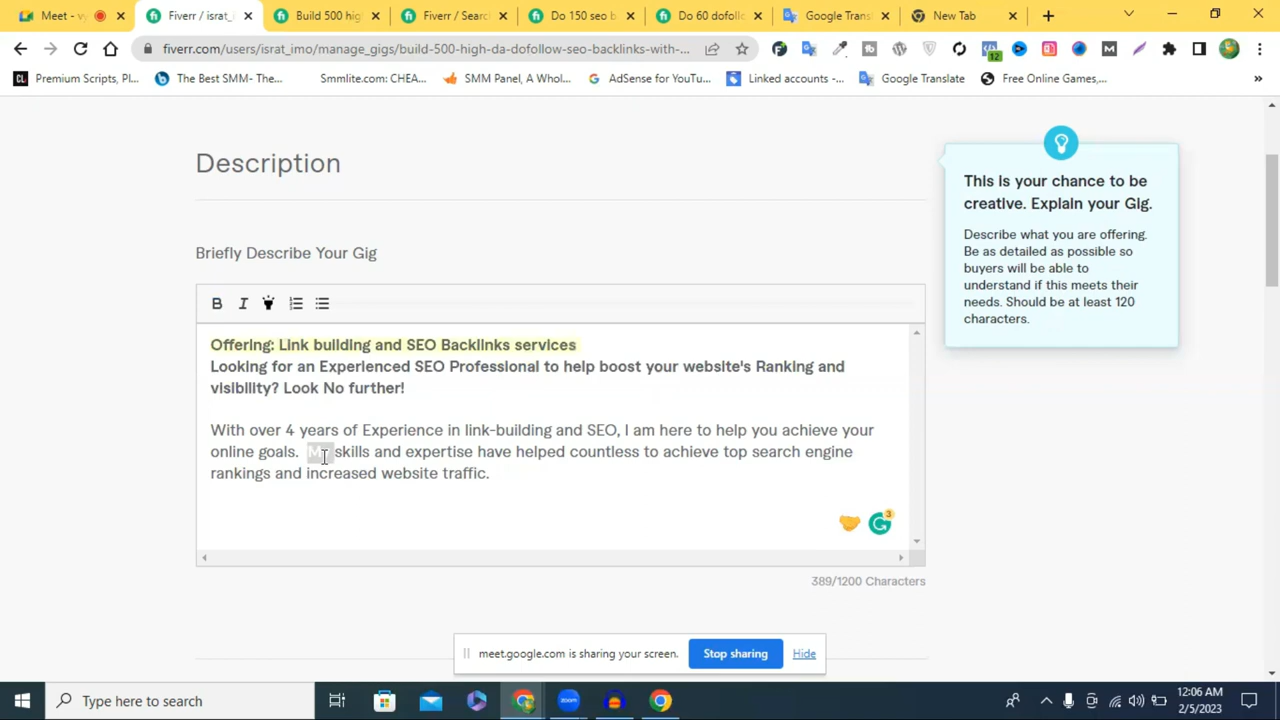 Meet - vy
Fiverr / israt_i
Build 500 high
Fiverr / Search
Do 150 seo b
Do 60 dofollo
Google Trans
New Tab
fiverr.com/users/israt_imo/manage_gigs/build-500-high-da-dofollow-seo-backlinks-with-...
12
Premium Scripts, Pl...
The Best SMM- The...
Smmlite.com: CHEA...
SMM Panel, A Whol...
AdSense for YouTu...
Linked accounts -...
Google Translate
Free Online Games,...
Description
Briefly Describe Your Gig
B I
Offering: Link building and SEO Backlinks services
Looking for an Experienced SEO Professional to help boost your website's Ranking and
visibility? Look No further!
With over 4 years of Experience in link-building and SEO, I am here to help you achieve your
online goals. My skills and expertise have helped countless to achieve top search engine
rankings and increased website traffic.
3
389/1200 Characters
This is your chance to be
creative. Explain your Gig.
Describe what you are offering.
Be as detailed as possible so
buyers will be able to
understand if this meets their
needs. Should be at least 120
characters.
meet.google.com is sharing your screen.
Stop sharing
Hide
Type here to search
zoom
12:06 AM
2/5/2023